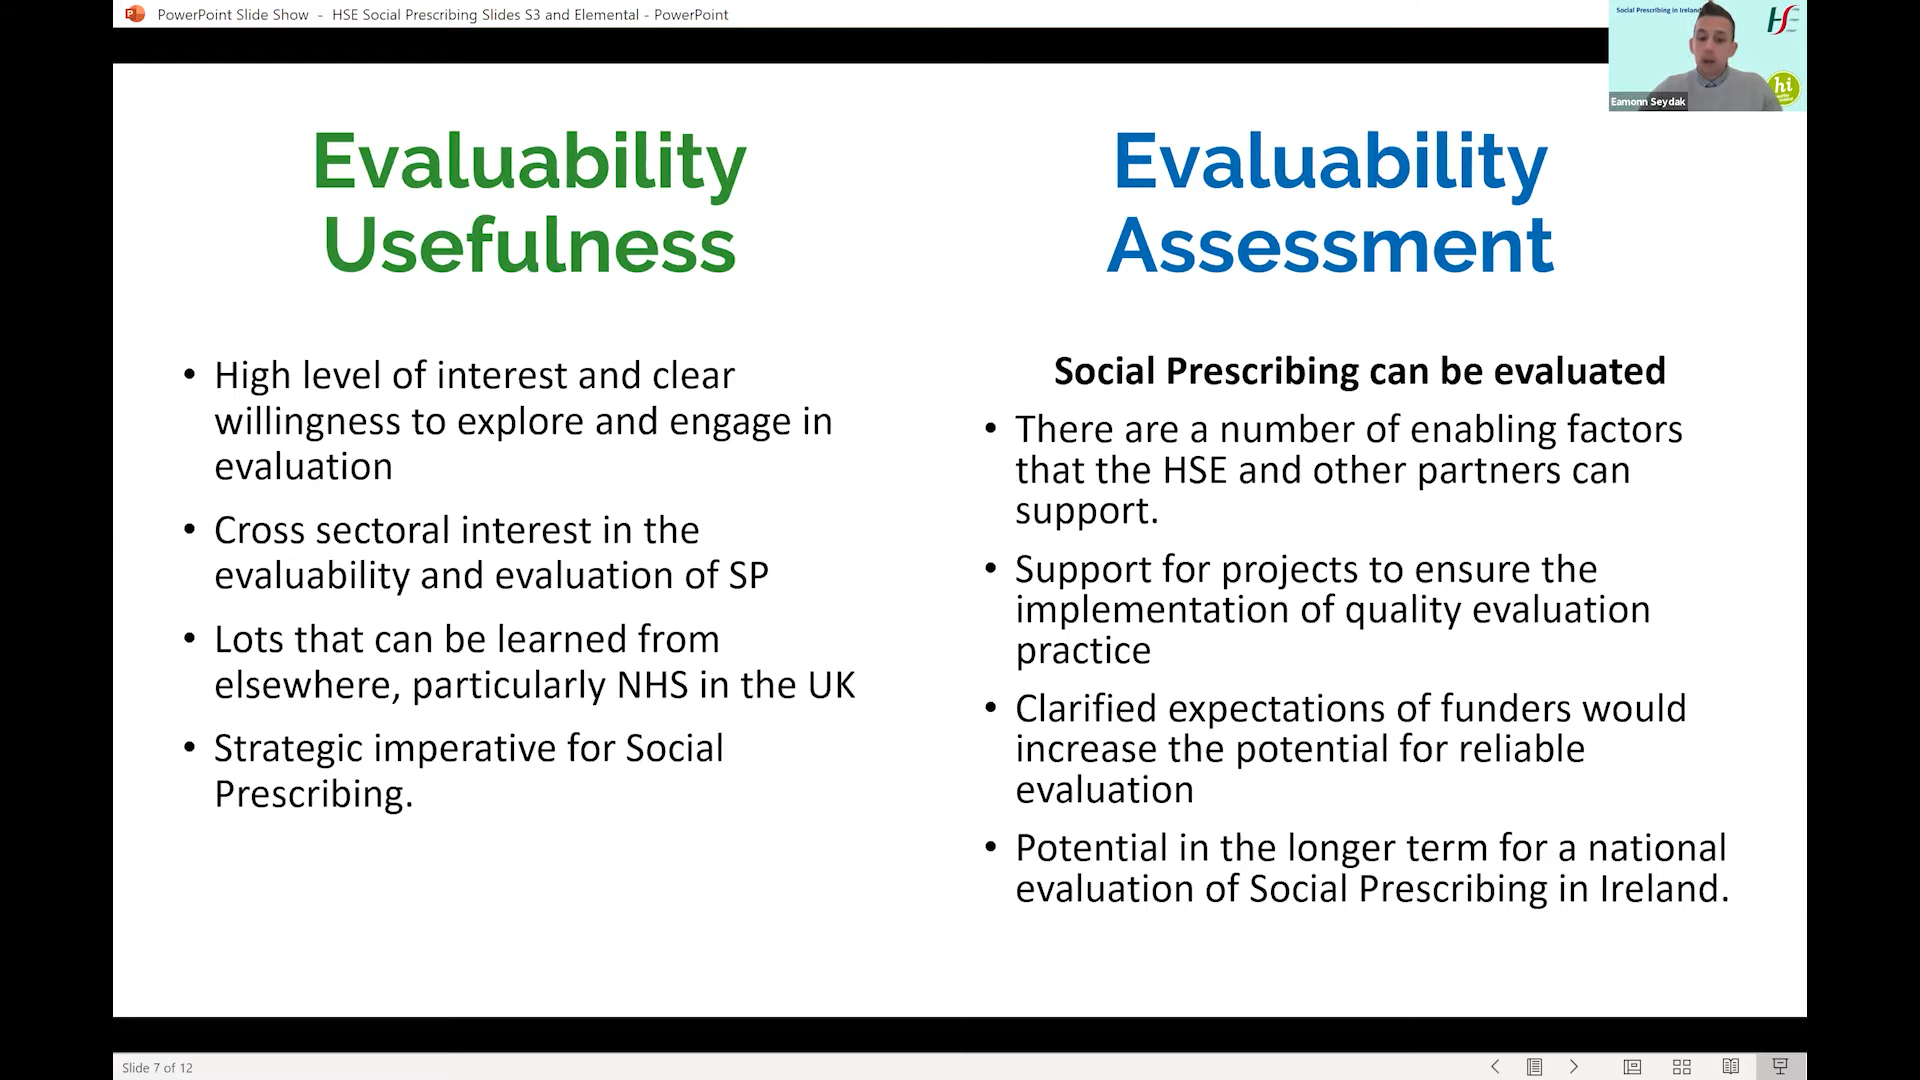 PowerPoint Slide Show - HSE Social Prescribing Slides S3 and Elemental - PowerPoint
Social Prescribing in Ireland
Eamonn Seydak
hi
Evaluability
Usefulness
• High level of interest and clear
willingness to explore and engage in
evaluation
• Cross sectoral interest in the
evaluability and evaluation of SP
• Lots that can be learned from
elsewhere, particularly NHS in the UK
• Strategic imperative for Social
Prescribing.
Evaluability
Assessment
Social Prescribing can be evaluated
• There are a number of enabling factors
that the HSE and other partners can
support.
• Support for projects to ensure the
implementation of quality evaluation
practice
• Clarified expectations of funders would
increase the potential for reliable
evaluation
• Potential in the longer term for a national
evaluation of Social Prescribing in Ireland.
Slide 7 of 12